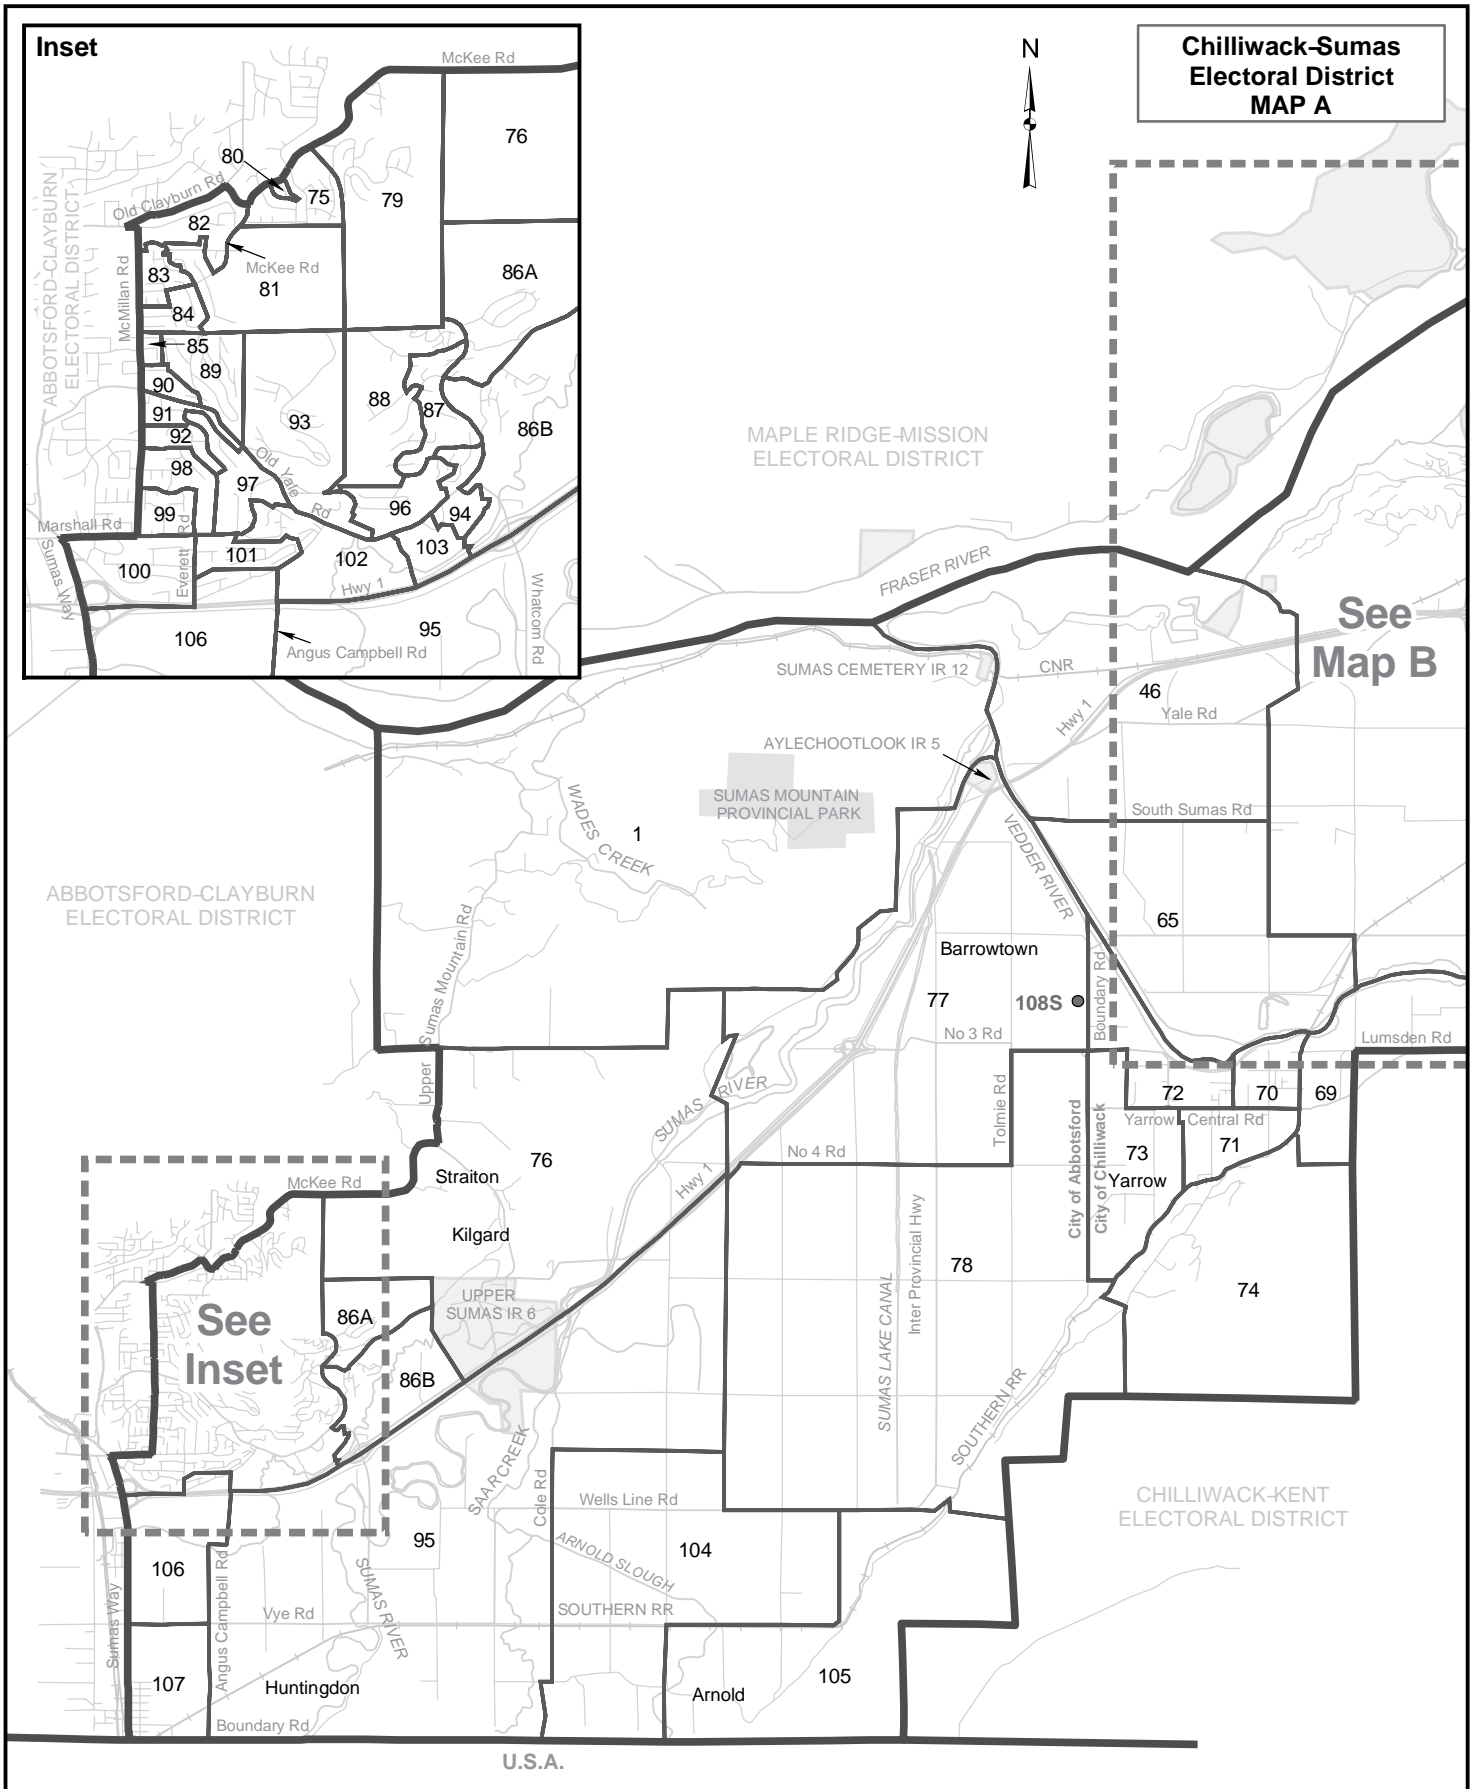 Inset
McKee Rd
76
80
75
79
Old Clayburn Rd
82
ABBOTSFORD-CLAYBURN
ELECTORAL DISTRICT
McMillan Rd
McKee Rd
83
81
86A
84
85
89
90
88
87
91
93
92
86B
98
Old Yale Rd
97
96
99
94
Marshall Rd
Everett Rd
101
102
103
100
Sumas Way
Hwy 1
Whatcom Rd
106
95
Angus Campbell Rd
N
Chilliwack-Sumas
Electoral District
MAP A
MAPLE RIDGE-MISSION
ELECTORAL DISTRICT
FRASER RIVER
See
Map B
SUMAS CEMETERY IR 12
CNR
46
Hwy 1
Yale Rd
AYLECHOOTLOOK IR 5
SUMAS MOUNTAIN
PROVINCIAL PARK
WADES CREEK
1
South Sumas Rd
VEDDER RIVER
ABBOTSFORD-CLAYBURN
ELECTORAL DISTRICT
65
Upper Sumas Mountain Rd
Barrowtown
77
108S
Boundary Rd
No 3 Rd
Lumsden Rd
SUMAS RIVER
Tolmie Rd
City of Abbotsford
City of Chilliwack
72
70
69
Yarrow Central Rd
71
73
Yarrow
No 4 Rd
76
Straiton
McKee Rd
Hwy 1
Kilgard
Inter Provincial Hwy
78
74
SUMAS LAKE CANAL
UPPER
SUMAS IR 6
86A
See
Inset
86B
SOUTHERN RR
SAAR CREEK
Cole Rd
Wells Line Rd
CHILLIWACK-KENT
ELECTORAL DISTRICT
95
ARNOLD SLOUGH
104
106
SUMAS RIVER
Sumas Way
Angus Campbell Rd
Vye Rd
SOUTHERN RR
107
Huntingdon
Arnold
105
Boundary Rd
U.S.A.